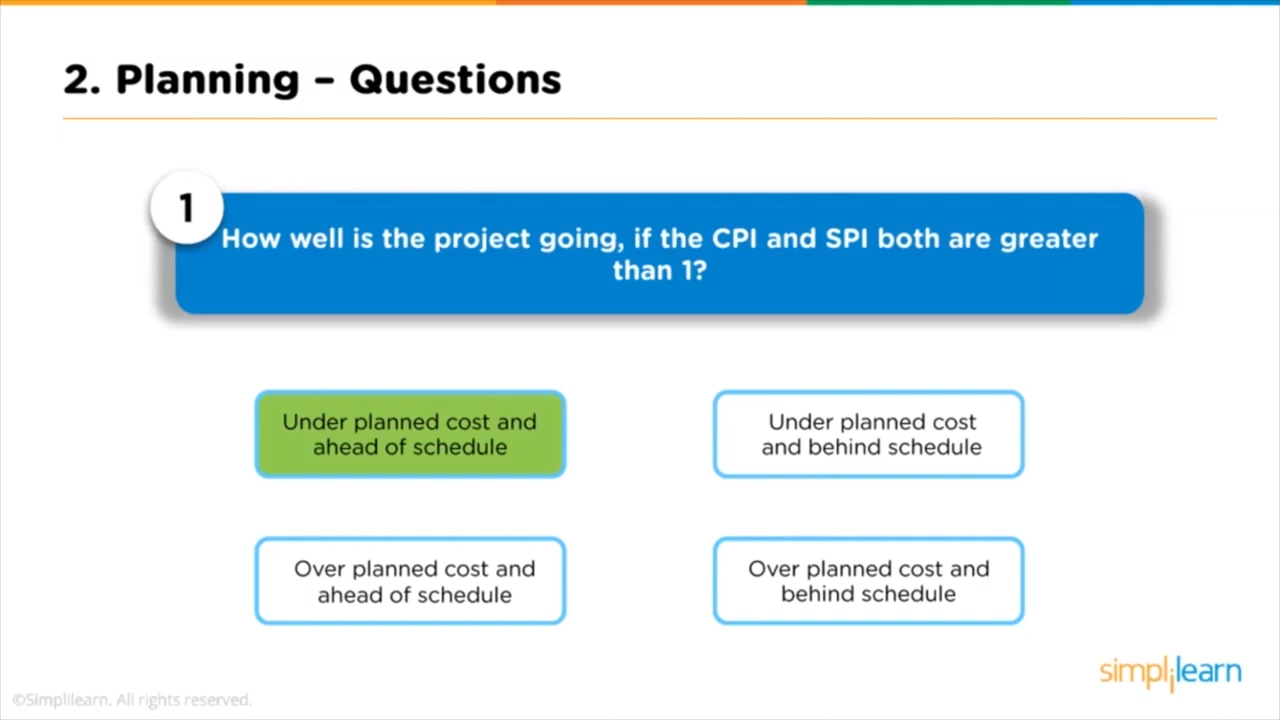 2. Planning – Questions
1
How well is the project going, if the CPI and SPI both are greater
than 1?
Under planned cost and
ahead of schedule
Under planned cost
and behind schedule
Over planned cost and
ahead of schedule
Over planned cost and
behind schedule
simplilearn
©Simplilearn. All rights reserved.